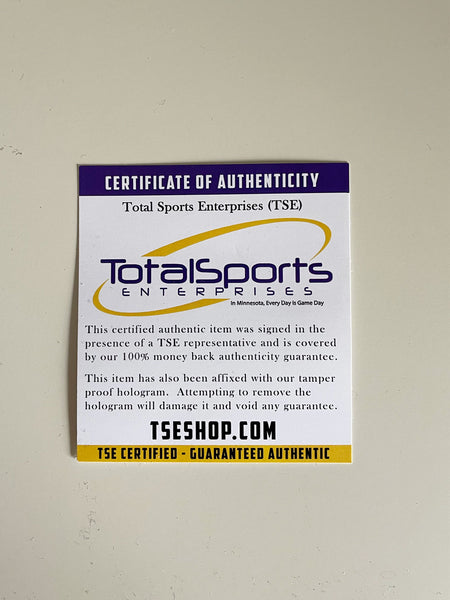 CERTIFICATE OF AUTHENTICITY
Total Sports Enterprises (TSE)
TotalSports
ENTERPRISES
In Minnesota, Every Day Is Game Day
This certified authentic item was signed in the
presence of a TSE representative and is covered
by our 100% money back authenticity guarantee.
This item has also been affixed with our tamper
proof hologram. Attempting to remove the
hologram will damage it and void any guarantee.
TSESHOP.COM
TSE CERTIFIED - GUARANTEED AUTHENTIC